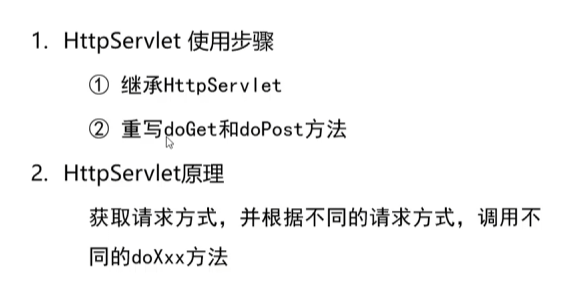 1. HttpServlet 使用步骤
① 继承HttpServlet
② 重写doGet和doPost方法
2. HttpServlet原理
获取请求方式，并根据不同的请求方式，调用不
同的doXxx方法